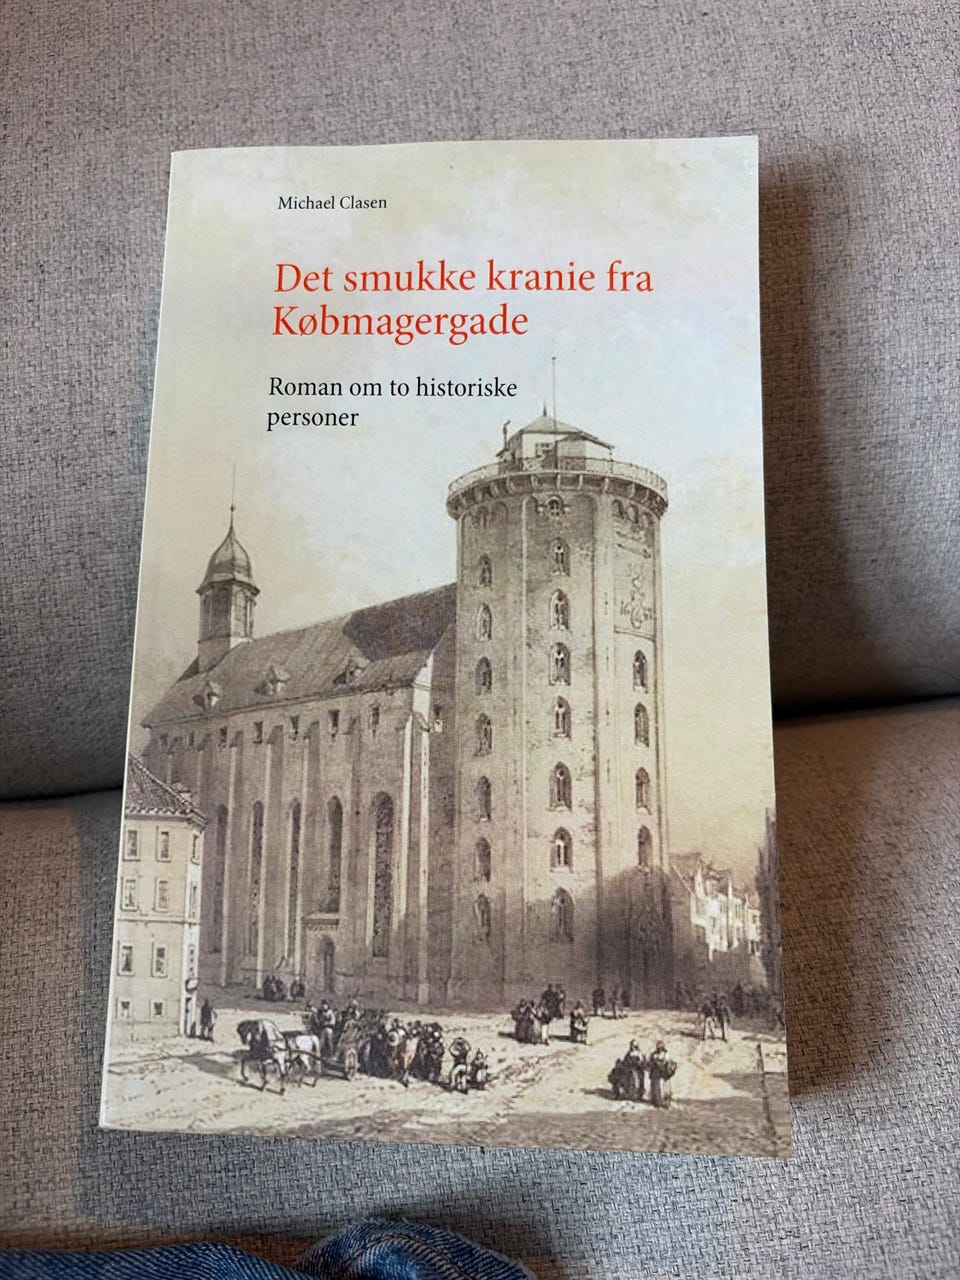 Michael Clasen
Det smukke kranie fra
Købmagergade
Roman om to historiske
personer